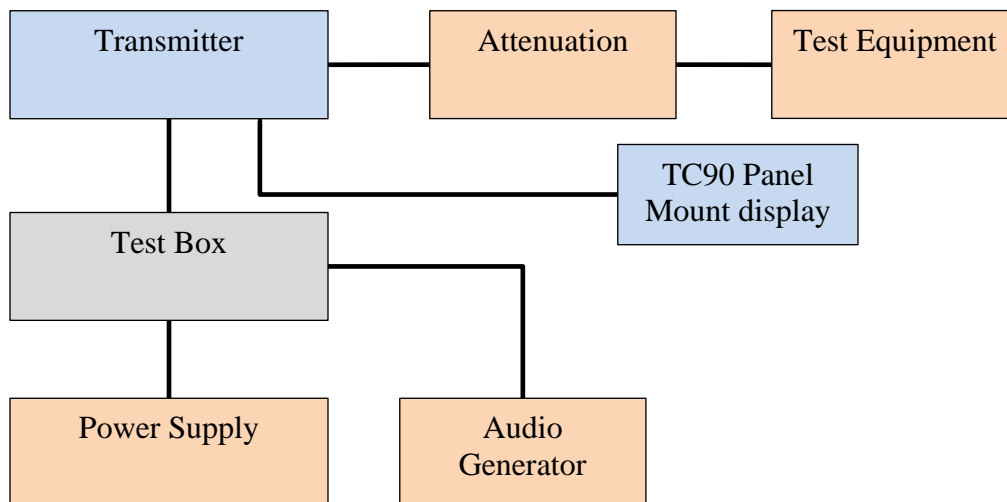 Transmitter
Attenuation
Test Equipment
TC90 Panel
Mount display
Test Box
Power Supply
Audio
Generator